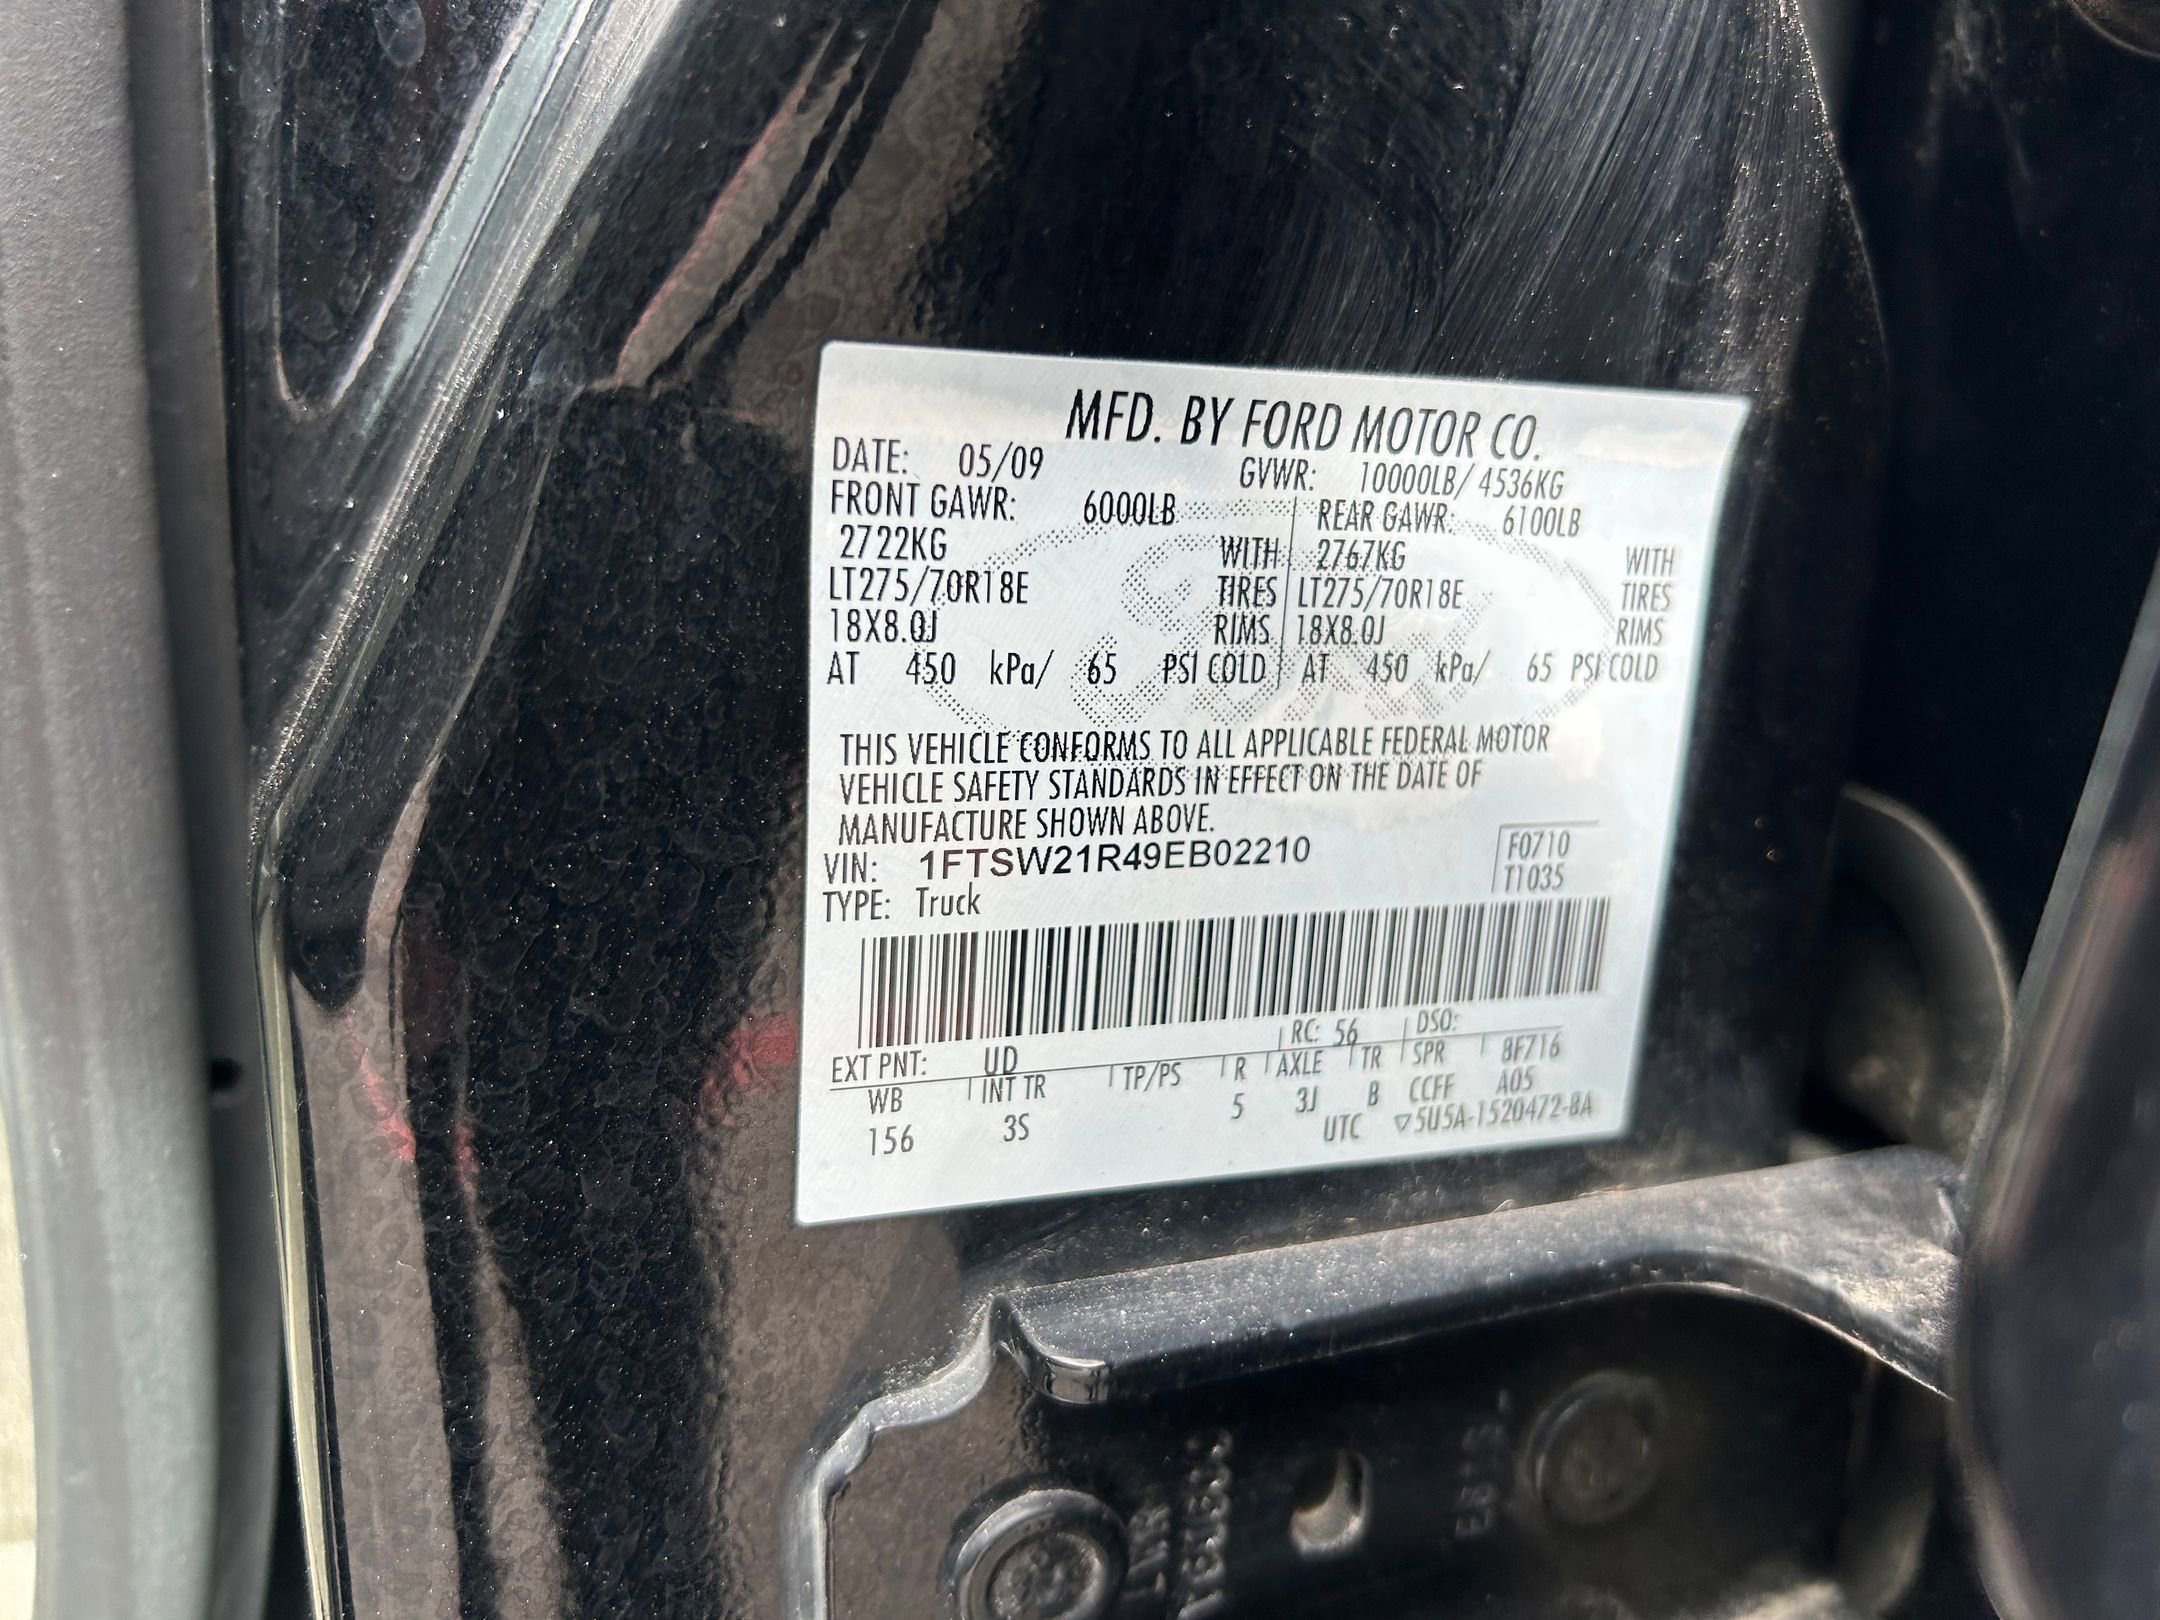 MFD. BY FORD MOTOR CO.
DATE: 05/09 GVWR: 10000LB/ 4536KG
FRONT GAWR: 6000LB REAR GAWR: 6100LB
2722KG WITH 2767KG WITH
LT275/70R18E TIRES LT275/70R18E TIRES
18X8.0J RIMS 18X8.0J RIMS
AT 450 kPa/ 65 PSI COLD AT 450 kPa/ 65 PSI COLD
THIS VEHICLE CONFORMS TO ALL APPLICABLE FEDERAL MOTOR
VEHICLE SAFETY STANDARDS IN EFFECT ON THE DATE OF
MANUFACTURE SHOWN ABOVE.
VIN: 1FTSW21R49EB02210 F0710
TYPE: Truck T1035
EXT PNT: UD RC: 56 DSO:
WB INT TR TP/PS R AXLE TR SPR 8F716
156 3S 5 3J B CCFF A05
UTC ▽5U5A-1520472-BA